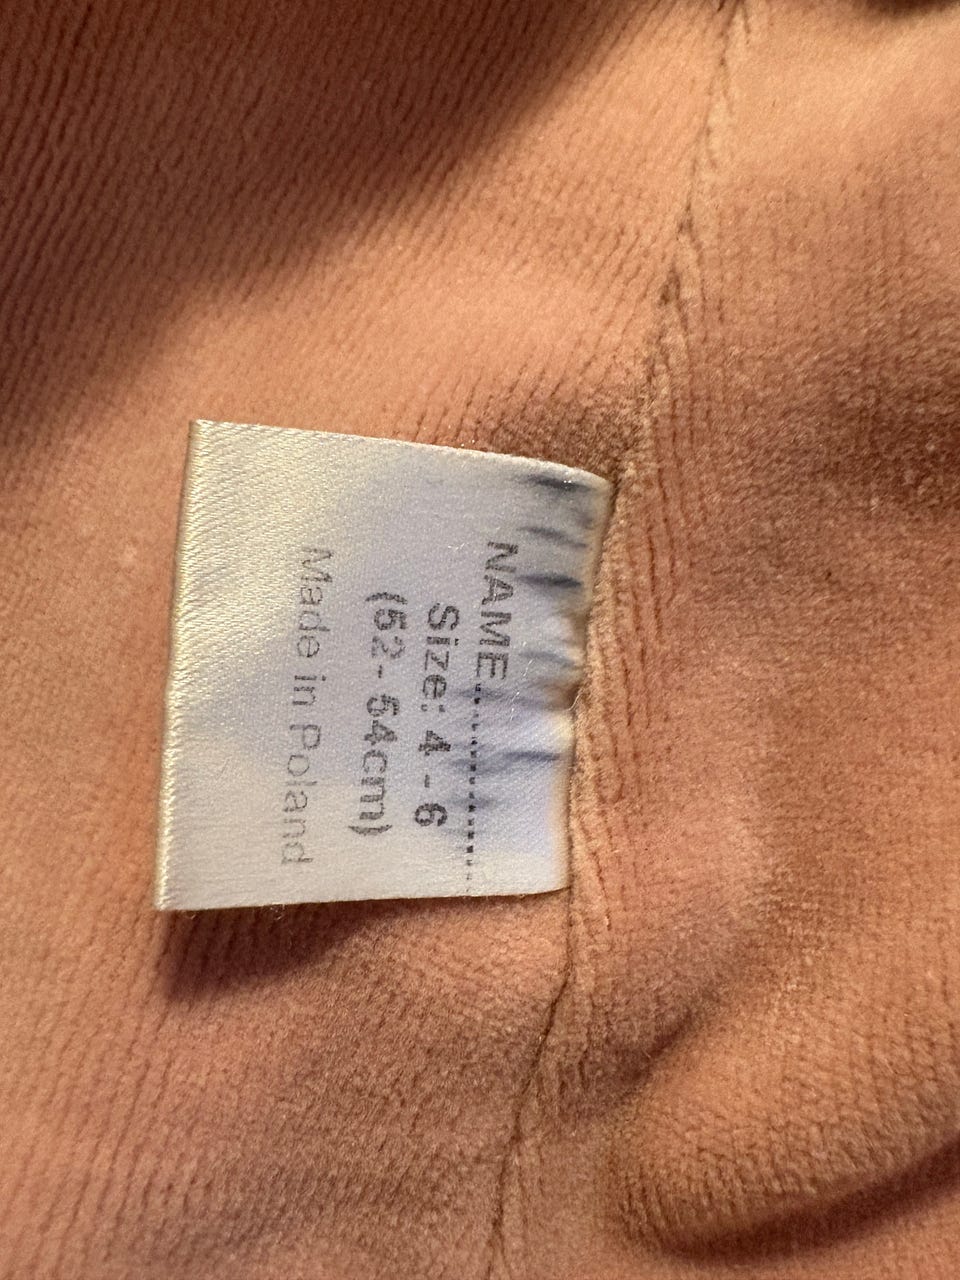 NAME....................
Size: 4 - 6
(52 - 54cm)
Made in Poland